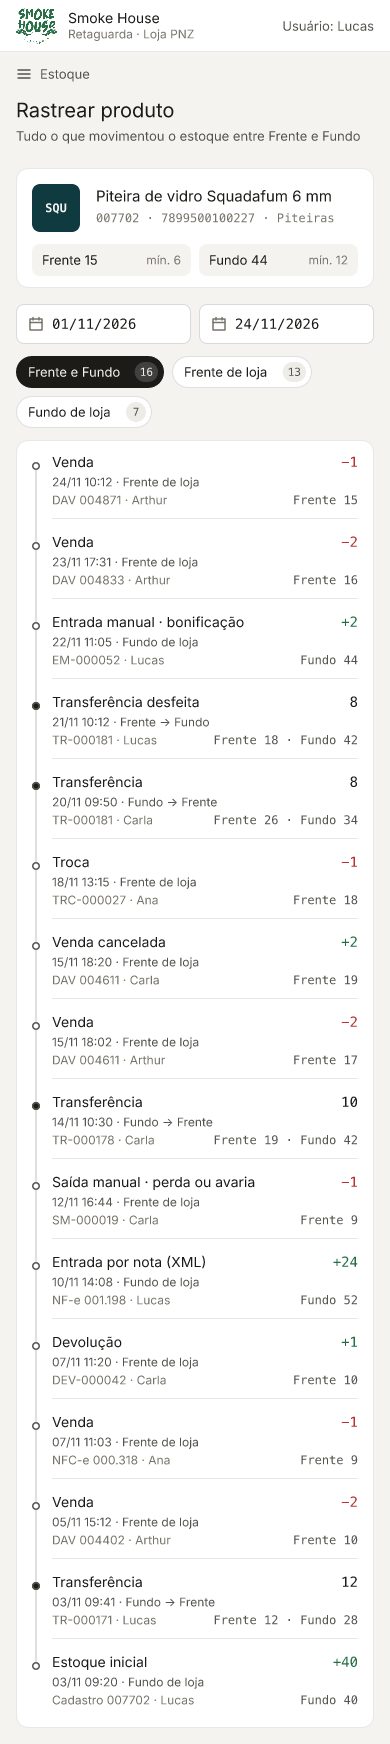 SMOKE
HOUSE
Smoke House
Retaguarda · Loja PNZ
Usuário: Lucas
Estoque
Rastrear produto
Tudo o que movimentou o estoque entre Frente e Fundo
SQU
Piteira de vidro Squadafum 6 mm
007702 · 7899500100227 · Piteiras
Frente 15 mín. 6
Fundo 44 mín. 12
01/11/2026
24/11/2026
Frente e Fundo 16
Frente de loja 13
Fundo de loja 7
Venda −1
24/11 10:12 · Frente de loja
DAV 004871 · Arthur Frente 15
Venda −2
23/11 17:31 · Frente de loja
DAV 004833 · Arthur Frente 16
Entrada manual · bonificação +2
22/11 11:05 · Fundo de loja
EM-000052 · Lucas Fundo 44
Transferência desfeita 8
21/11 10:12 · Frente → Fundo
TR-000181 · Lucas Frente 18 · Fundo 42
Transferência 8
20/11 09:50 · Fundo → Frente
TR-000181 · Carla Frente 26 · Fundo 34
Troca −1
18/11 13:15 · Frente de loja
TRC-000027 · Ana Frente 18
Venda cancelada +2
15/11 18:20 · Frente de loja
DAV 004611 · Carla Frente 19
Venda −2
15/11 18:02 · Frente de loja
DAV 004611 · Arthur Frente 17
Transferência 10
14/11 10:30 · Fundo → Frente
TR-000178 · Carla Frente 19 · Fundo 42
Saída manual · perda ou avaria −1
12/11 16:44 · Frente de loja
SM-000019 · Carla Frente 9
Entrada por nota (XML) +24
10/11 14:08 · Fundo de loja
NF-e 001.198 · Lucas Fundo 52
Devolução +1
07/11 11:20 · Frente de loja
DEV-000042 · Carla Frente 10
Venda −1
07/11 11:03 · Frente de loja
NFC-e 000.318 · Ana Frente 9
Venda −2
05/11 15:12 · Frente de loja
DAV 004402 · Arthur Frente 10
Transferência 12
03/11 09:41 · Fundo → Frente
TR-000171 · Lucas Frente 12 · Fundo 28
Estoque inicial +40
03/11 09:20 · Fundo de loja
Cadastro 007702 · Lucas Fundo 40